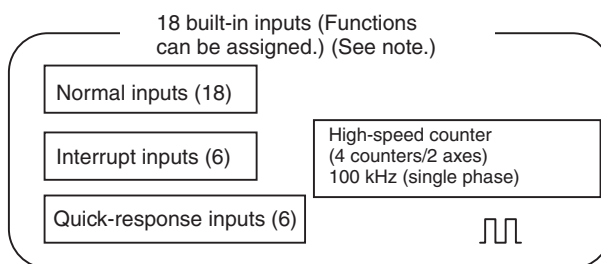 18 built-in inputs (Functions
can be assigned.) (See note.)
Normal inputs (18)
Interrupt inputs (6)
Quick-response inputs (6)
High-speed counter
(4 counters/2 axes)
100 kHz (single phase)